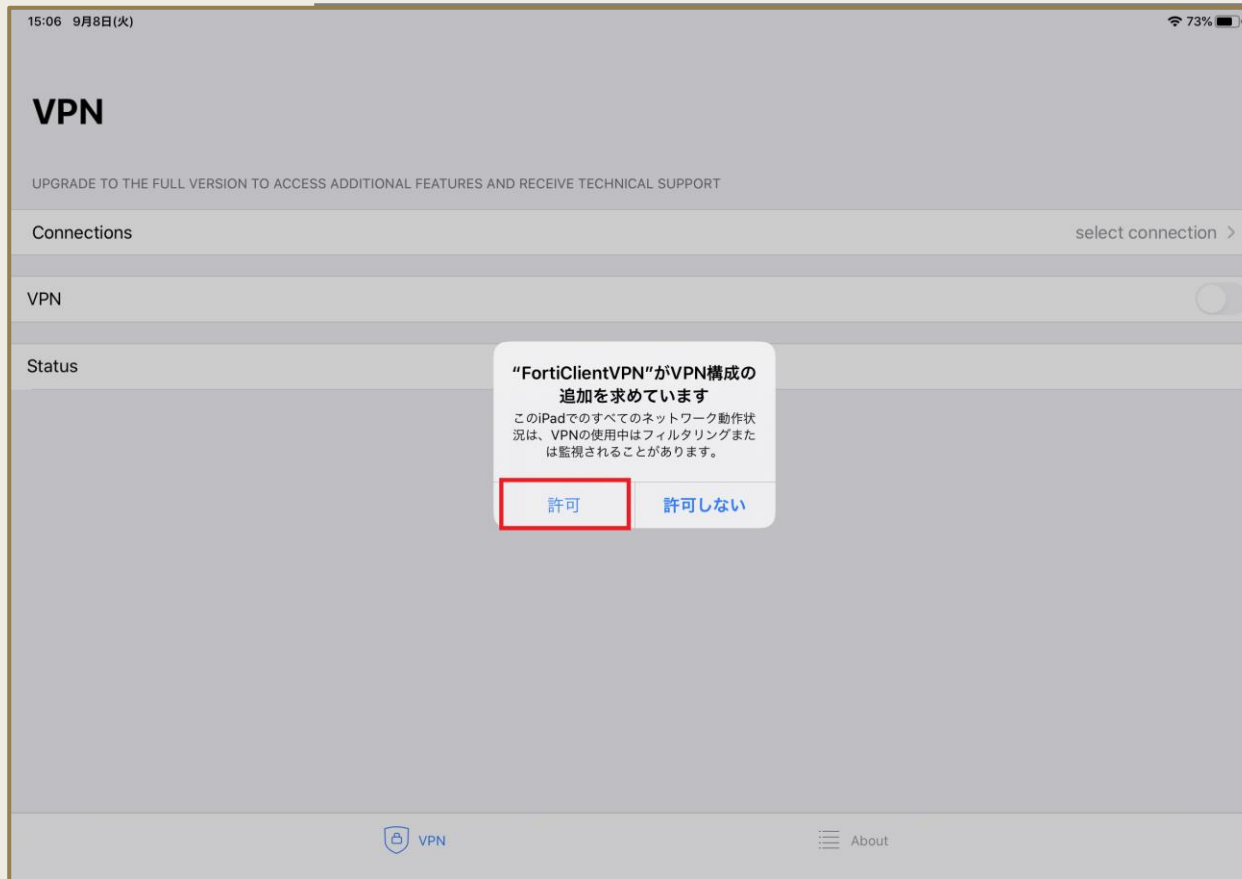 15:06 9月8日(火)
73%
VPN
UPGRADE TO THE FULL VERSION TO ACCESS ADDITIONAL FEATURES AND RECEIVE TECHNICAL SUPPORT
Connections
select connection
VPN
Status
“FortiClientVPN”がVPN構成の
追加を求めています
このiPadでのすべてのネットワーク動作状
況は、VPNの使用中はフィルタリングまた
は監視されることがあります。
許可
許可しない
VPN
About